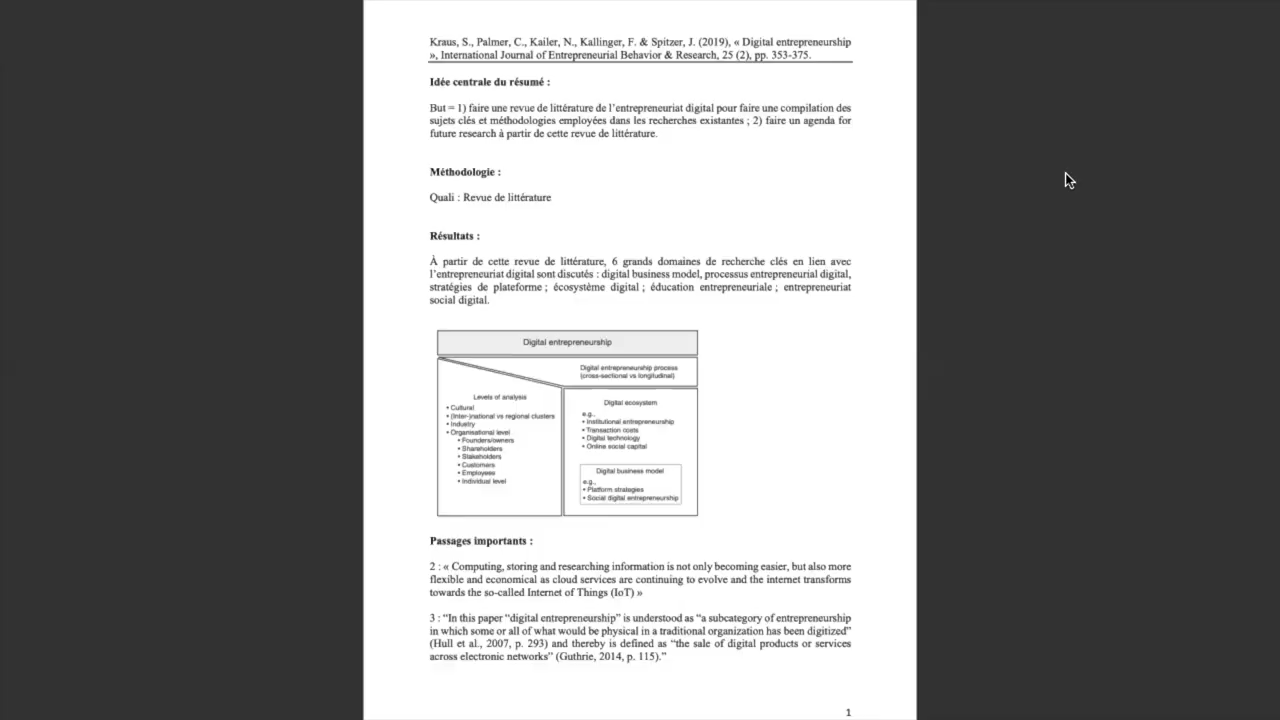 Kraus, S., Palmer, C., Kailer, N., Kallinger, F. & Spitzer, J. (2019), « Digital entrepreneurship
», International Journal of Entrepreneurial Behavior & Research, 25 (2), pp. 353-375.
Idée centrale du résumé :
But = 1) faire une revue de littérature de l’entrepreneuriat digital pour faire une compilation des
sujets clés et méthodologies employées dans les recherches existantes ; 2) faire un agenda for
future research à partir de cette revue de littérature.
Méthodologie :
Quali : Revue de littérature
Résultats :
À partir de cette revue de littérature, 6 grands domaines de recherche clés en lien avec
l’entrepreneuriat digital sont discutés : digital business model, processus entrepreneurial digital,
stratégies de plateforme ; écosystème digital ; éducation entrepreneuriale ; entrepreneuriat
social digital.
Digital entrepreneurship
Digital entrepreneurship process
(cross-sectional vs longitudinal)
Levels of analysis
• Cultural
• (Inter-)national vs regional clusters
• Industry
• Organisational level
• Founders/owners
• Shareholders
• Stakeholders
• Customers
• Employees
• Individual level
Digital ecosystem
e.g.,
• Institutional entrepreneurship
• Transaction costs
• Digital technology
• Online social capital
Digital business model
e.g.,
• Platform strategies
• Social digital entrepreneurship
Passages importants :
2 : « Computing, storing and researching information is not only becoming easier, but also more
flexible and economical as cloud services are continuing to evolve and the internet transforms
towards the so-called Internet of Things (IoT) »
3 : “In this paper “digital entrepreneurship” is understood as “a subcategory of entrepreneurship
in which some or all of what would be physical in a traditional organization has been digitized”
(Hull et al., 2007, p. 293) and thereby is defined as “the sale of digital products or services
across electronic networks” (Guthrie, 2014, p. 115).”
1